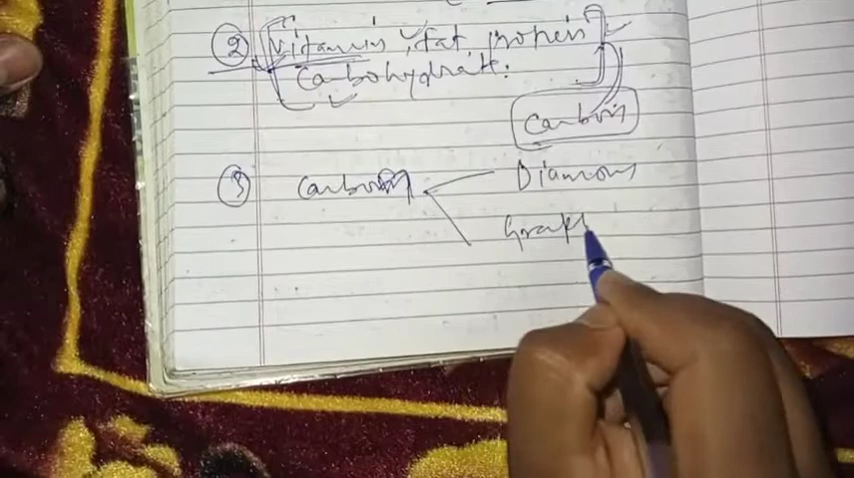 ② Vitamin, fat, protein
Carbohydrate.
Carbon
③ Carbon Diamond
Graph